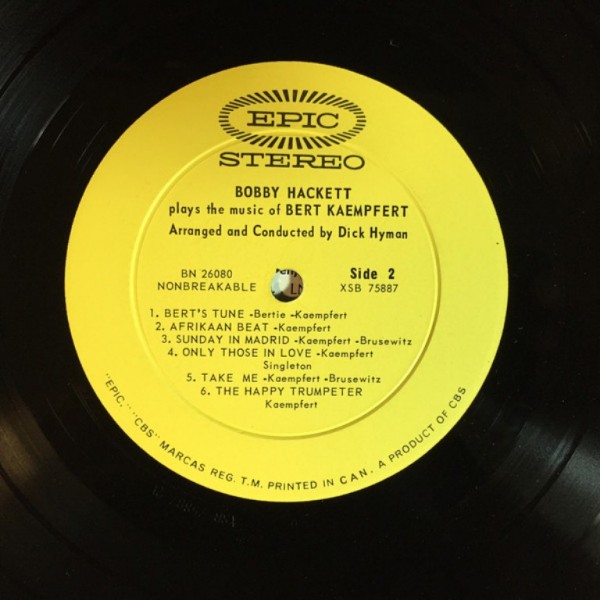 EPIC
STEREO
BOBBY HACKETT
plays the music of BERT KAEMPFERT
Arranged and Conducted by Dick Hyman
BN 26080
NONBREAKABLE
Side 2
XSB 75887
1. BERT'S TUNE -Bertie -Kaempfert
2. AFRIKAAN BEAT -Kaempfert
3. SUNDAY IN MADRID -Kaempfert -Brusewitz
4. ONLY THOSE IN LOVE -Kaempfert
Singleton
5. TAKE ME -Kaempfert -Brusewitz
6. THE HAPPY TRUMPETER
Kaempfert
"EPIC," "CBS" MARCAS REG. T.M. PRINTED IN CAN. A PRODUCT OF CBS